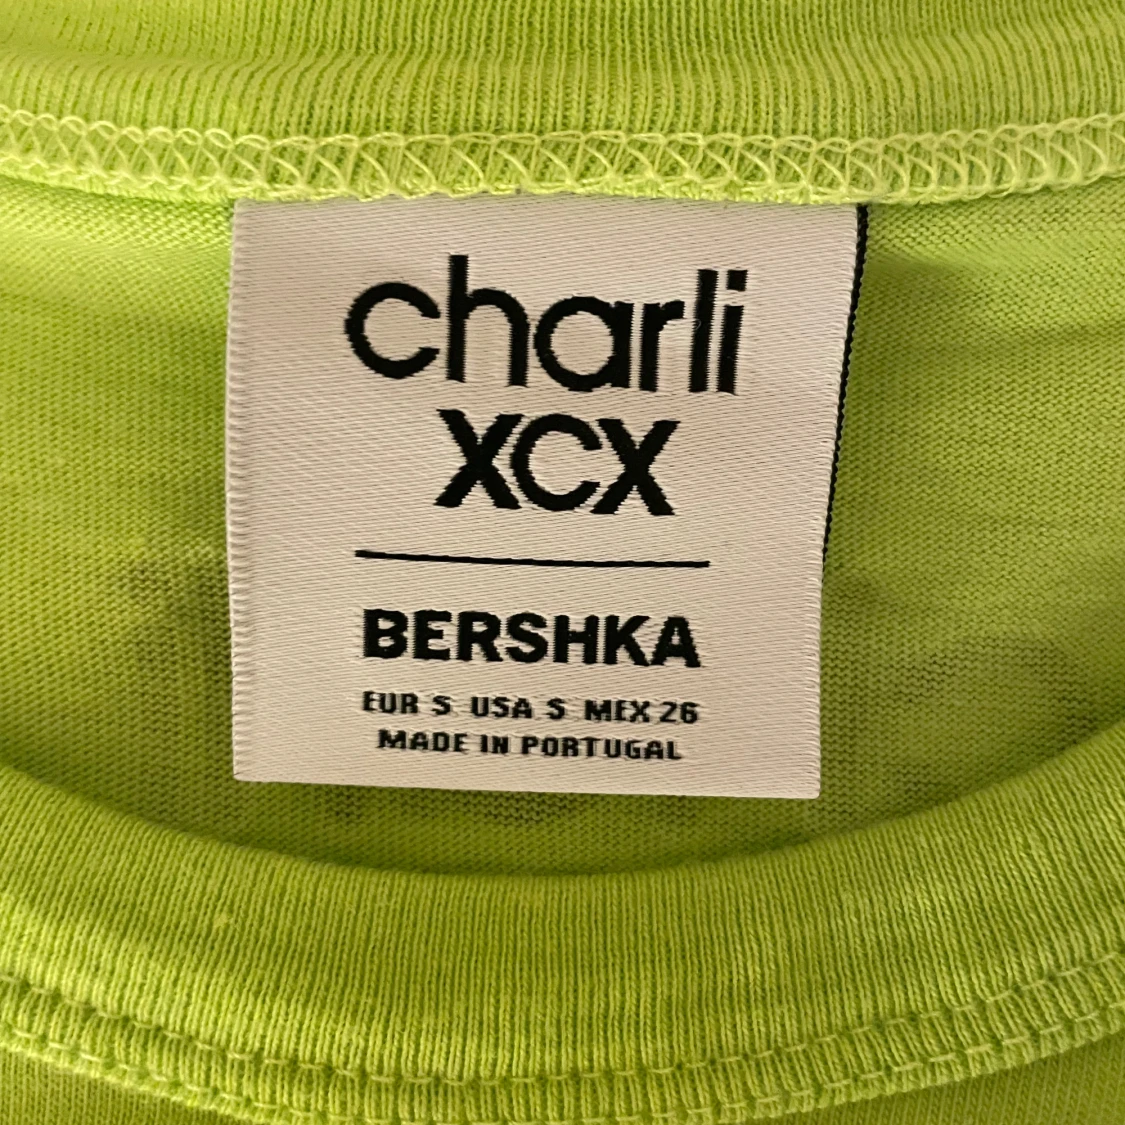 charli
XCX
BERSHKA
EUR S USA S MEX 26
MADE IN PORTUGAL